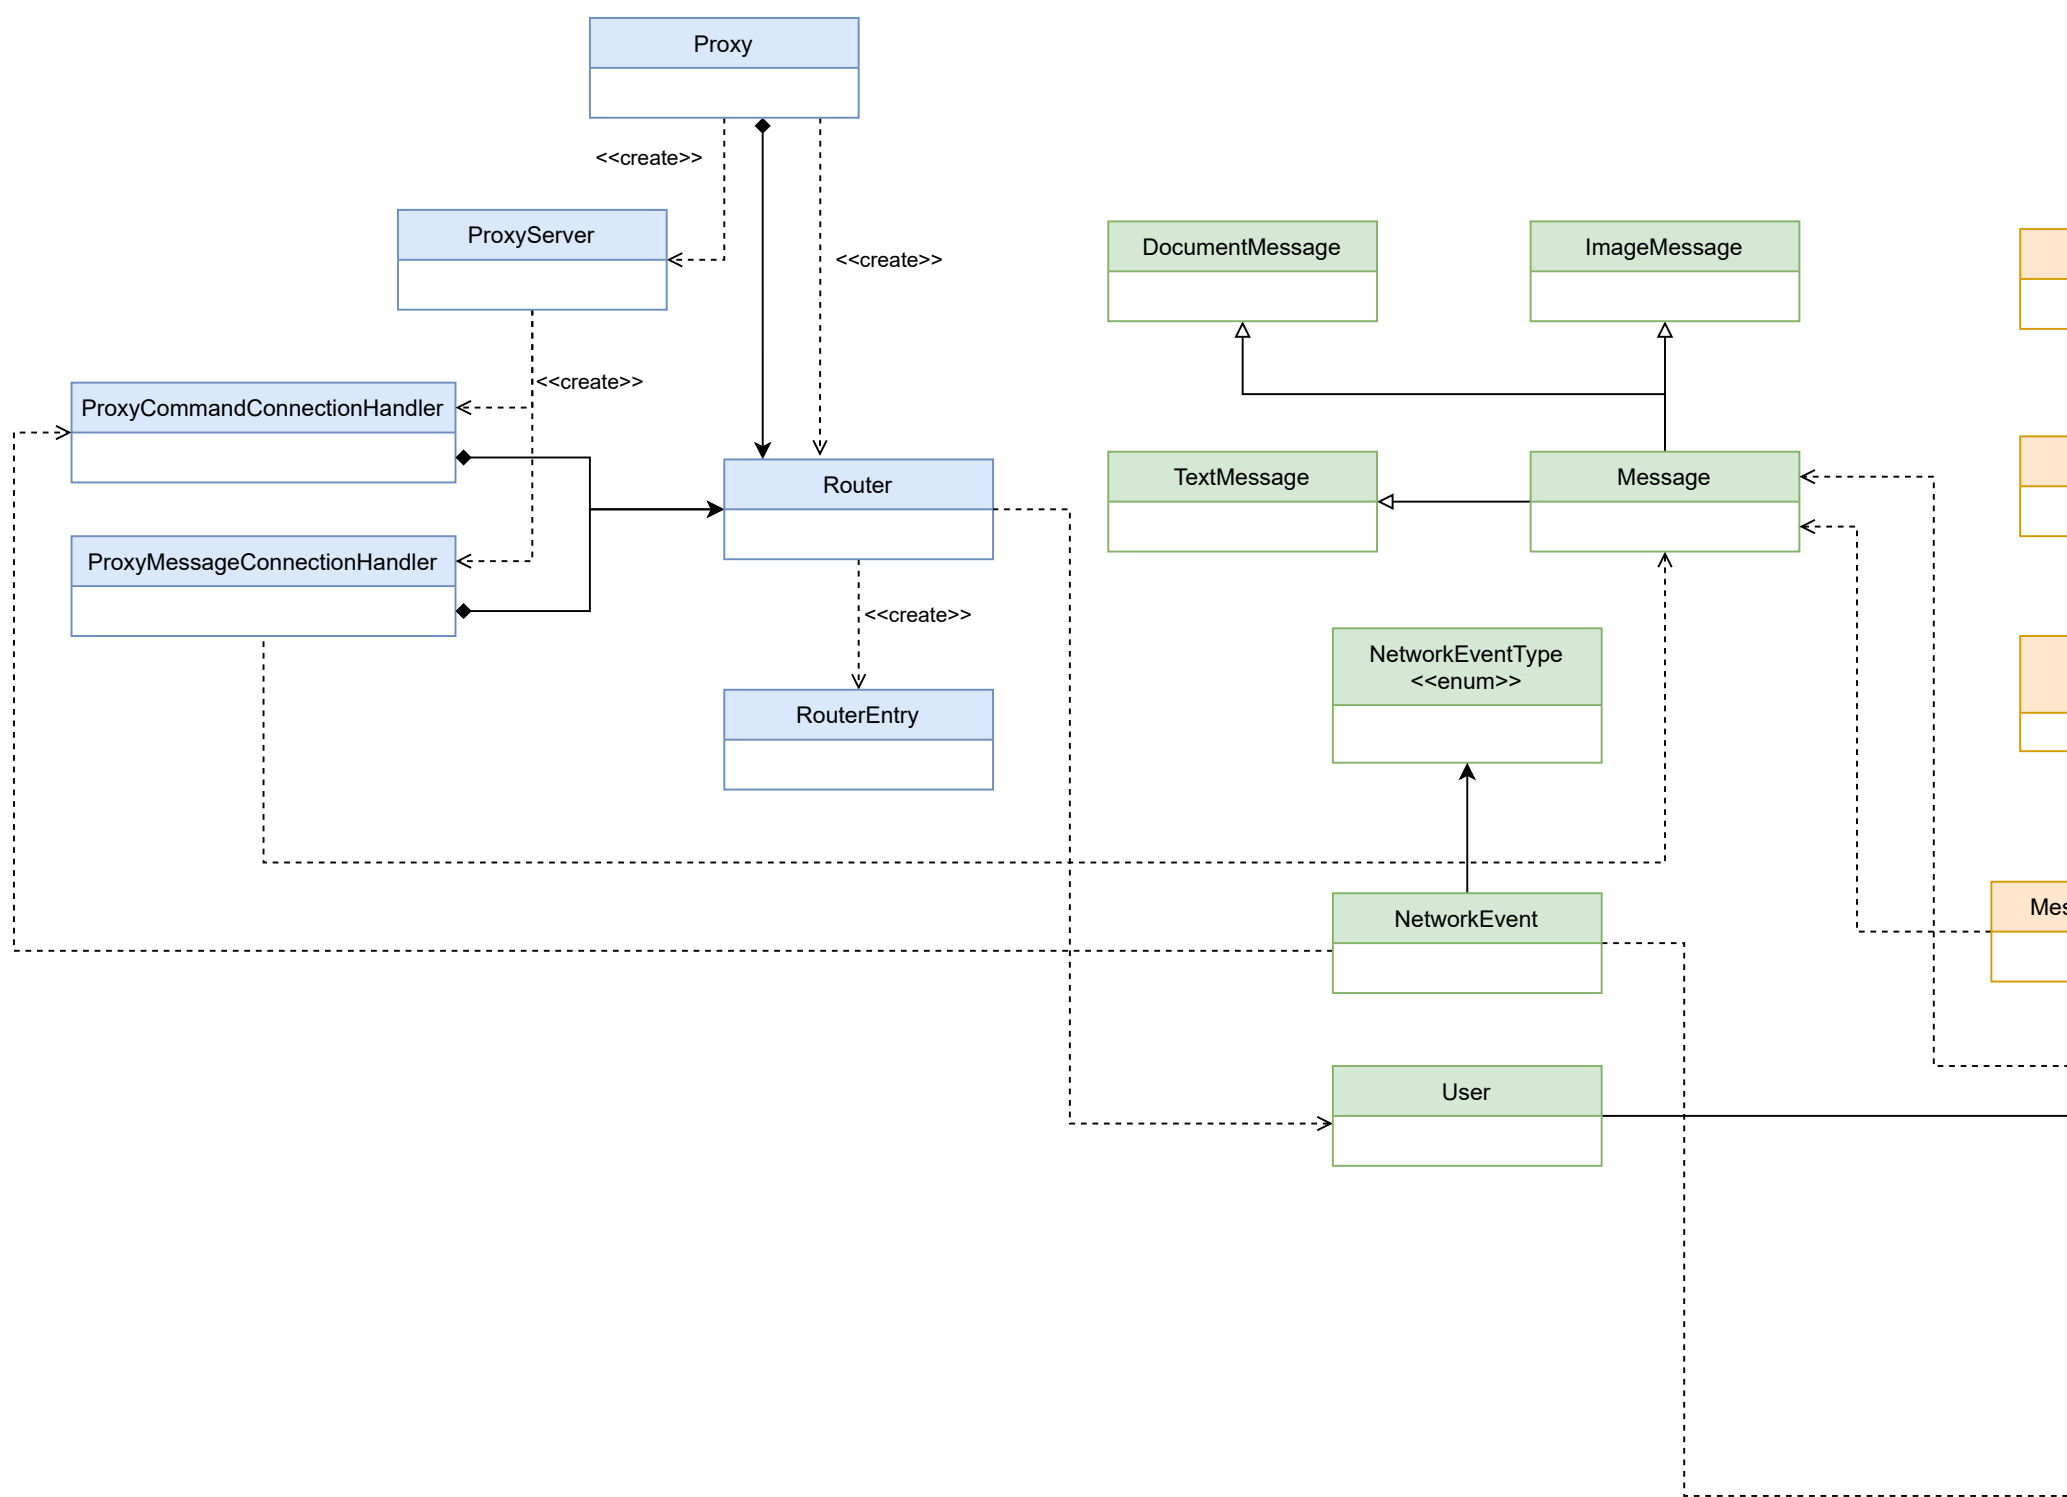 Proxy
<<create>>
ProxyServer
<<create>>
DocumentMessage
ImageMessage
<<create>>
ProxyCommandConnectionHandler
Router
TextMessage
Message
ProxyMessageConnectionHandler
<<create>>
NetworkEventType
<<enum>>
RouterEntry
NetworkEvent
User